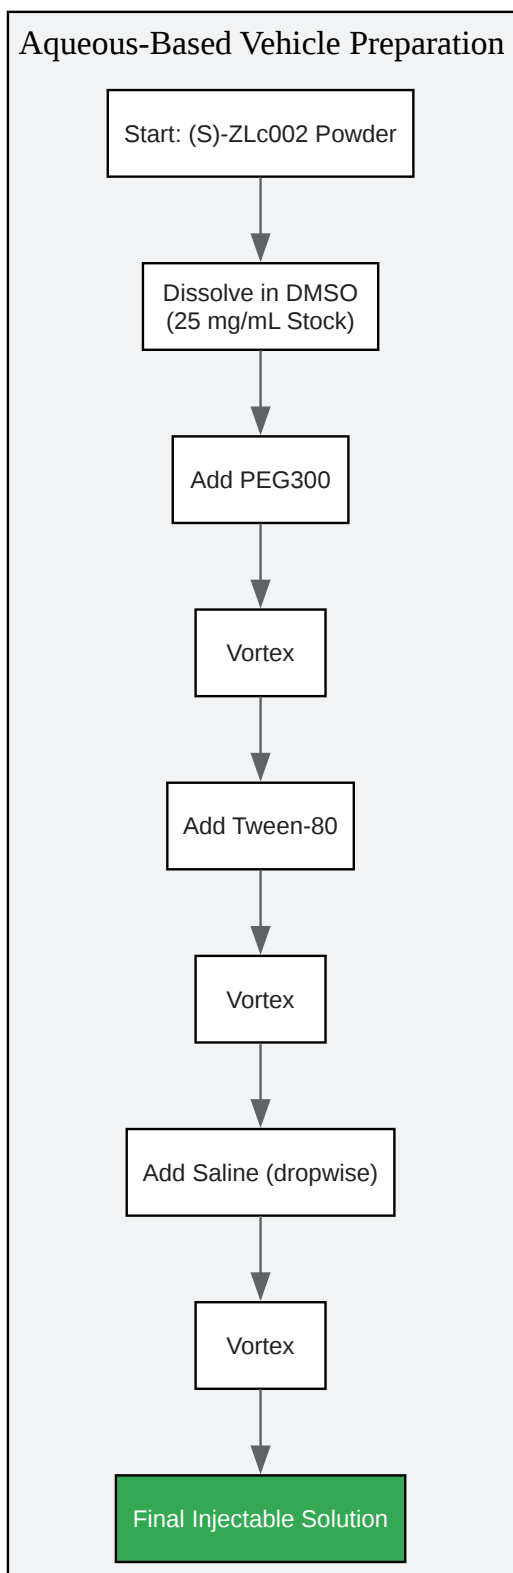 Aqueous-Based Vehicle Preparation
Start: (S)-ZLc002 Powder
Dissolve in DMSO
(25 mg/mL Stock)
Add PEG300
Vortex
Add Tween-80
Vortex
Add Saline (dropwise)
Vortex
Final Injectable Solution